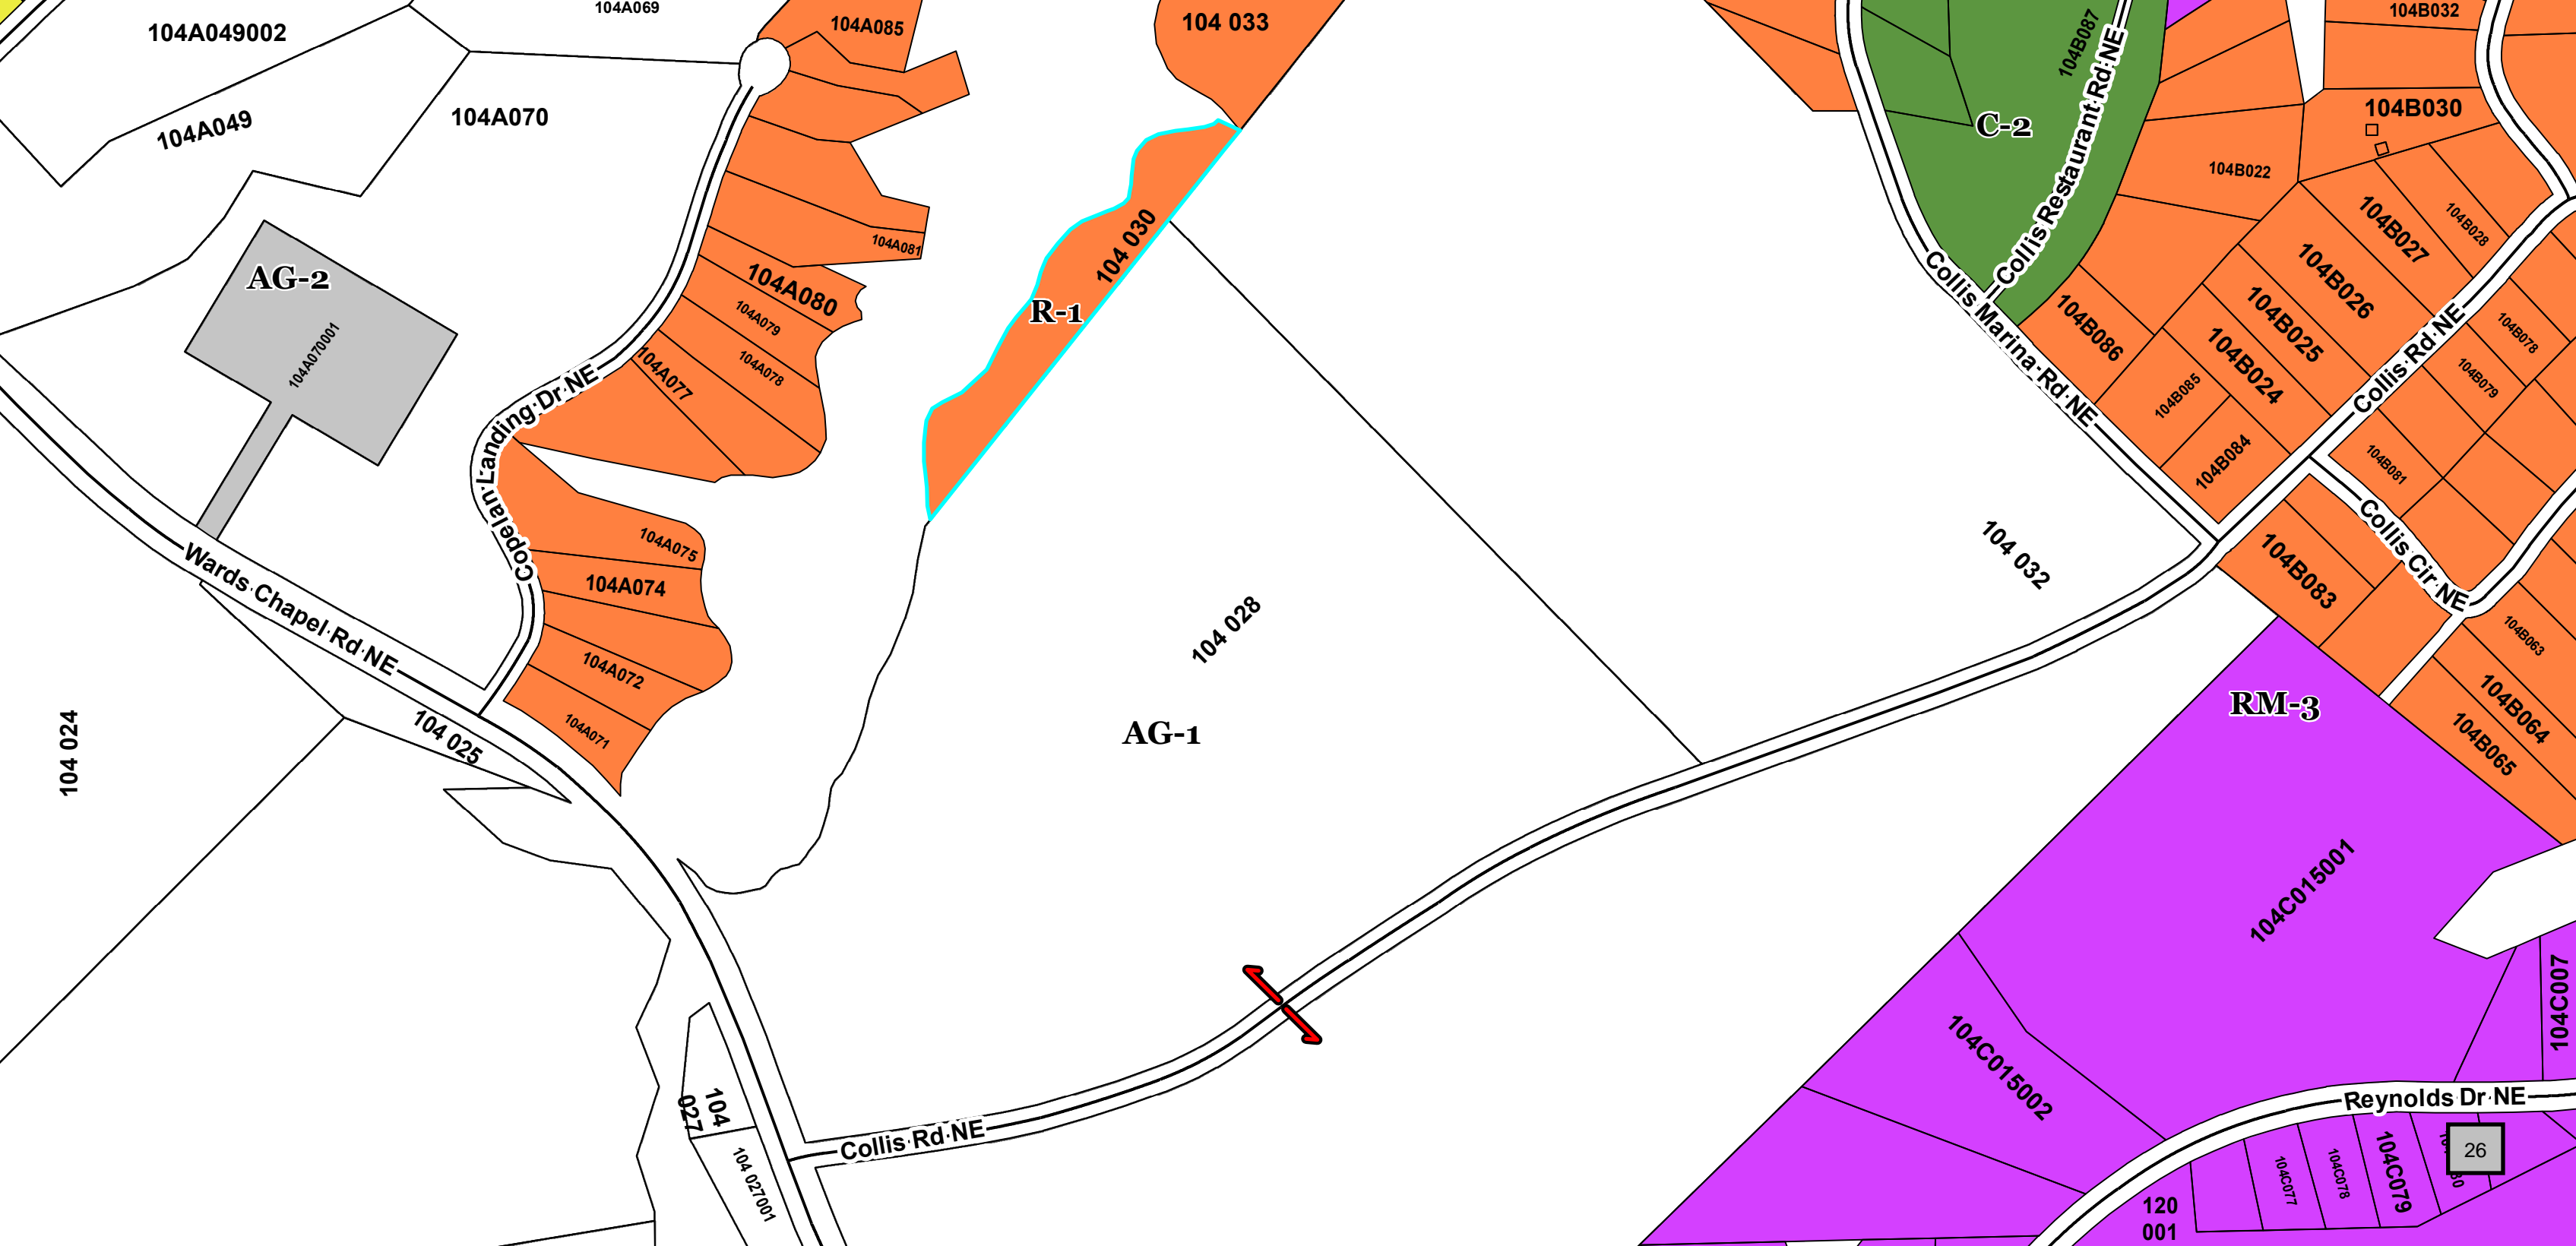 104A069
104A085
104 033
104B032
104A049002
104B087
104A070
104A049
C-2
104B030
Collis Restaurant Rd NE
104B022
104B027
104B028
104 030
104A081
AG-2
104A080
R-1
104B026
104B025
104A079
104A070001
104A078
104A077
Collis Marina Rd NE
104B086
104B024
104B078
104B079
104B085
Collis Rd NE
Copelan Landing Dr NE
104B084
104B081
104A075
104A074
104 032
Collis Cir NE
104B083
Wards Chapel Rd NE
104 028
104B063
104A072
RM-3
104B064
104A071
104 025
AG-1
104B065
104 024
104C015001
104C007
104C015002
Reynolds Dr NE
104
027
Collis Rd NE
104 027001
26
104C077
104C078
104C079
120
001